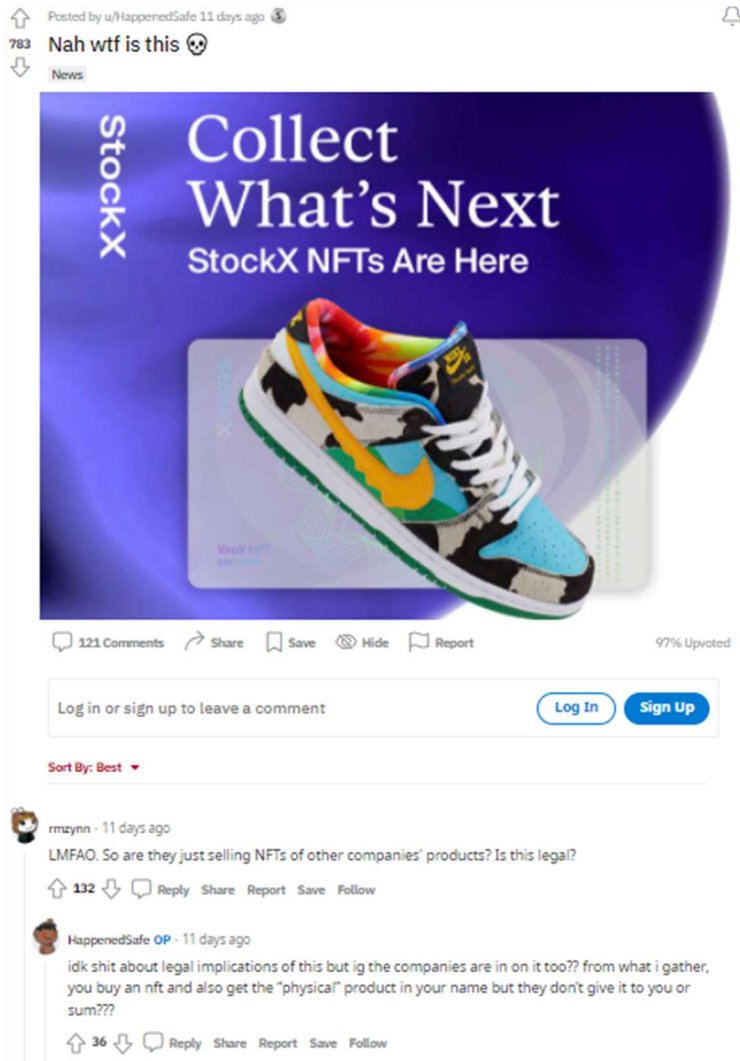 Posted by u/HappenedSafe 11 days ago
783
Nah wtf is this 💀
News
StockX
Collect
What's Next
StockX NFTs Are Here
StockX
Vault NFT
121 Comments Share Save Hide Report 97% Upvoted
Log in or sign up to leave a comment Log In Sign Up
Sort By: Best
rmzynn · 11 days ago
LMFAO. So are they just selling NFTs of other companies' products? Is this legal?
132 Reply Share Report Save Follow
HappenedSafe OP · 11 days ago
idk shit about legal implications of this but ig the companies are in on it too?? from what i gather,
you buy an nft and also get the "physical" product in your name but they don't give it to you or
sum???
36 Reply Share Report Save Follow